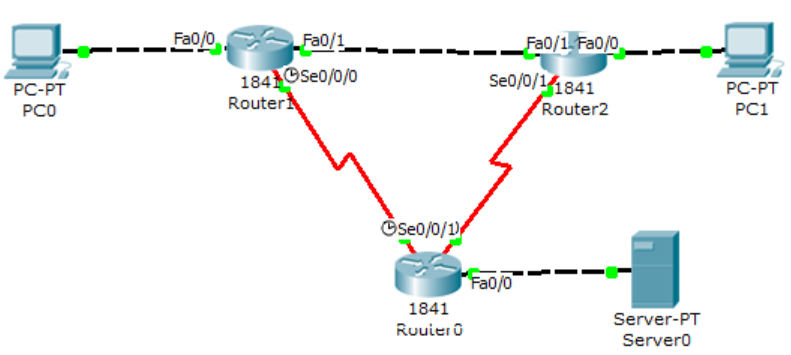 Fa0/0
Fa0/1
Fa0/1
Fa0/0
PC-PT
PC0
1841
Router1
Se0/0/0
Se0/0/1
1841
Router2
PC-PT
PC1
Se0/0/1
1841
Router0
Fa0/0
Server-PT
Server0